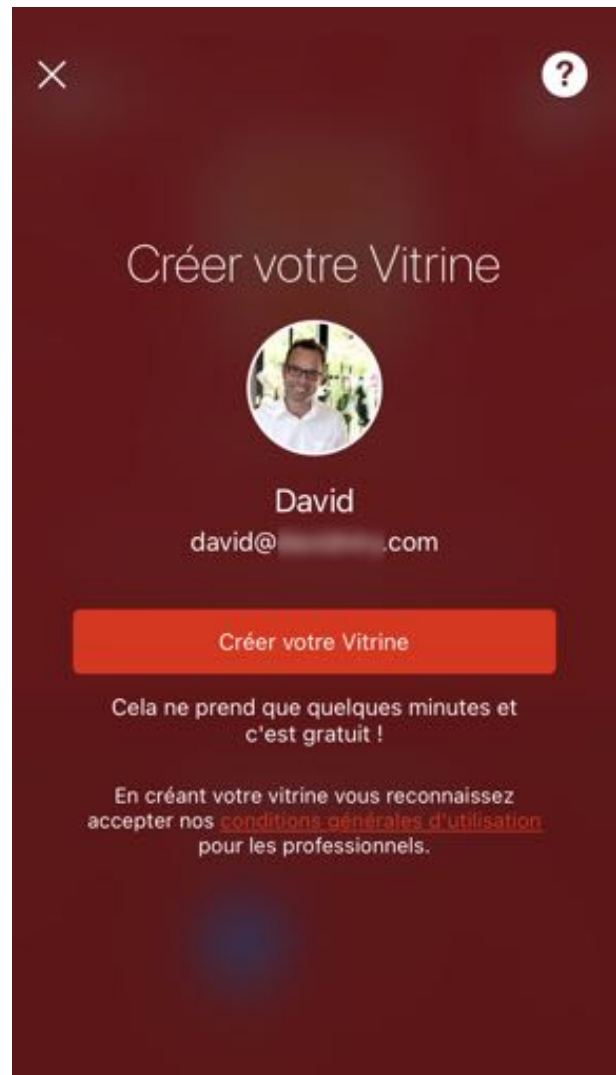 ?
Créer votre Vitrine
David
david@ .com
Créer votre Vitrine
Cela ne prend que quelques minutes et
c'est gratuit !
En créant votre vitrine vous reconnaissez
accepter nos conditions générales d'utilisation
pour les professionnels.